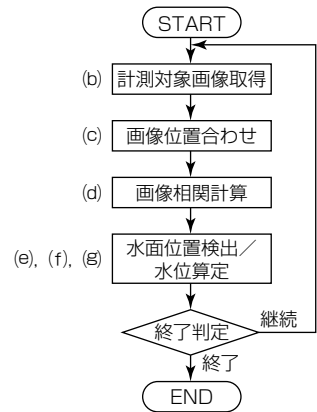 START
(b) 計測対象画像取得
(c) 画像位置合わせ
(d) 画像相関計算
(e), (f), (g) 水面位置検出／
水位算定
終了判定 継続
終了
END